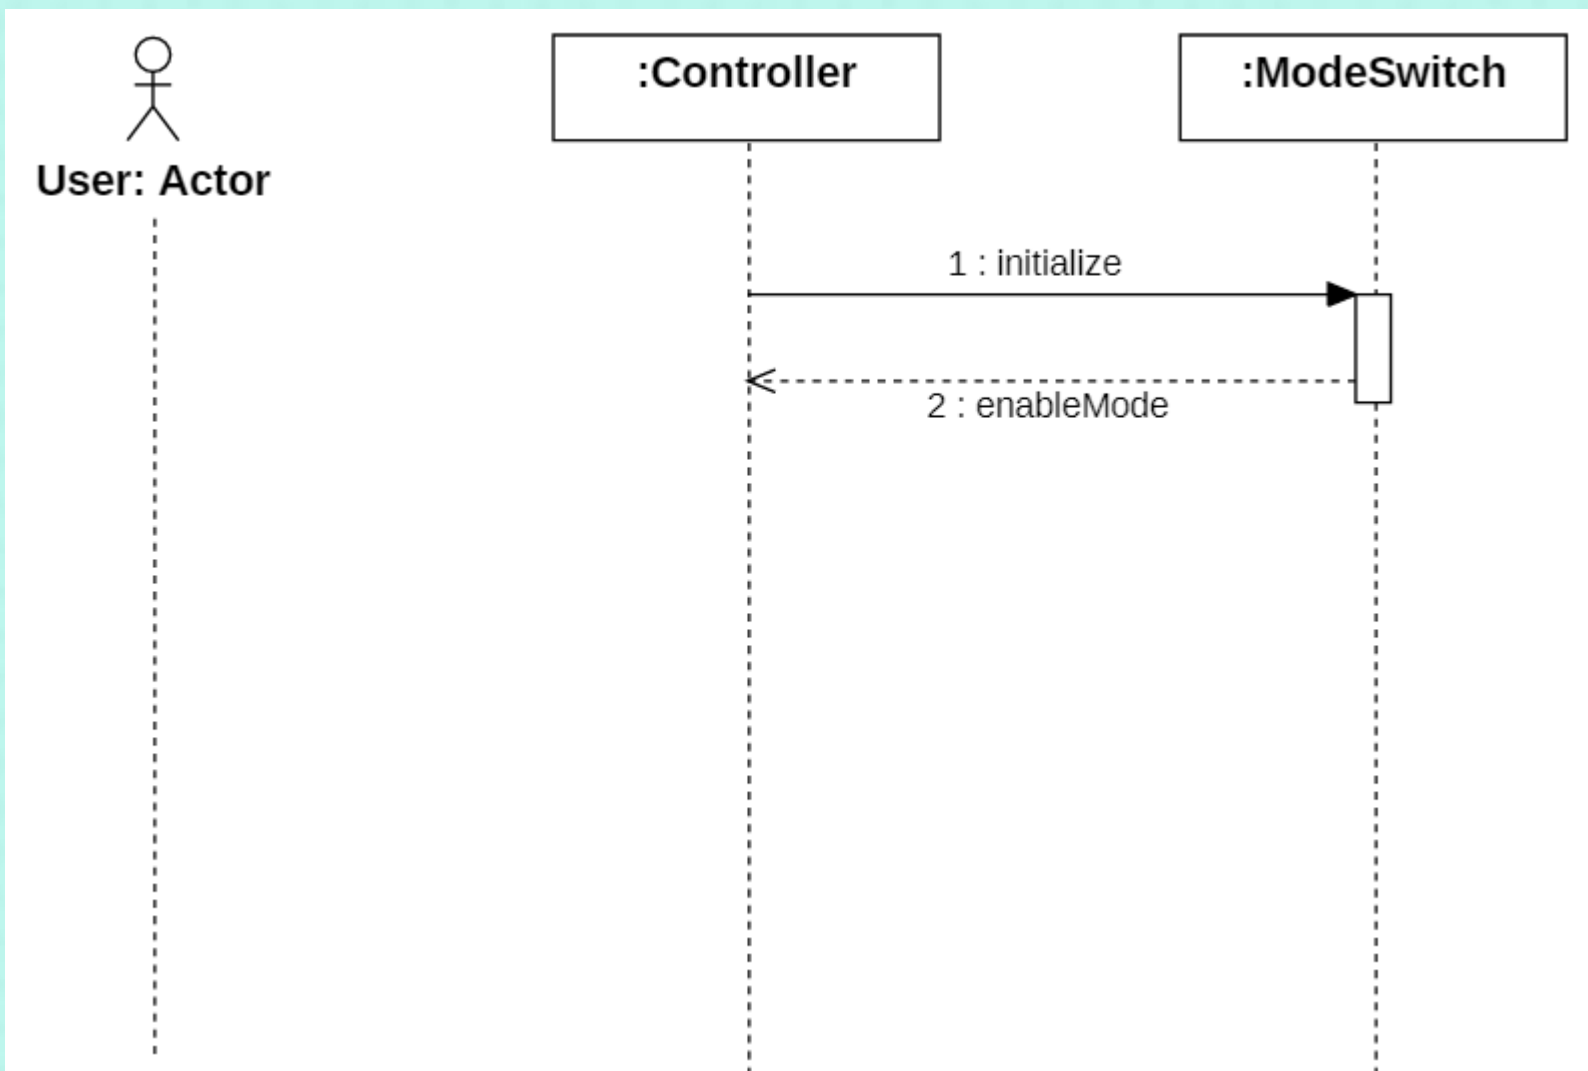 :Controller
:ModeSwitch
User: Actor
1 : initialize
2 : enableMode